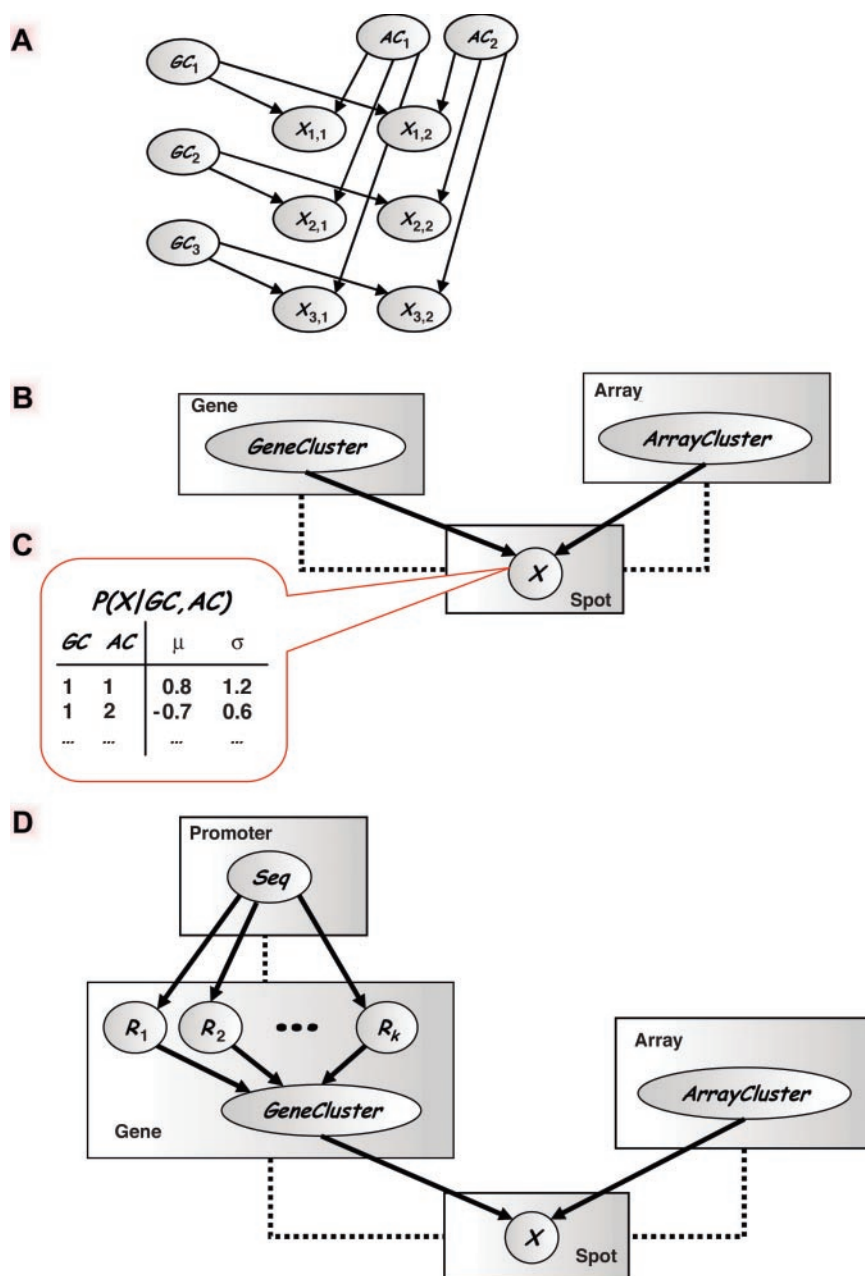 A
AC1 AC2
GC1
X1,1 X1,2
GC2
X2,1 X2,2
GC3
X3,1 X3,2
B
Gene
GeneCluster
Array
ArrayCluster
X
Spot
C
P(X|GC, AC)
GC AC μ σ
1 1 0.8 1.2
1 2 -0.7 0.6
... ... ... ...
D
Promoter
Seq
R1 R2 ••• Rk
GeneCluster
Gene
Array
ArrayCluster
X
Spot